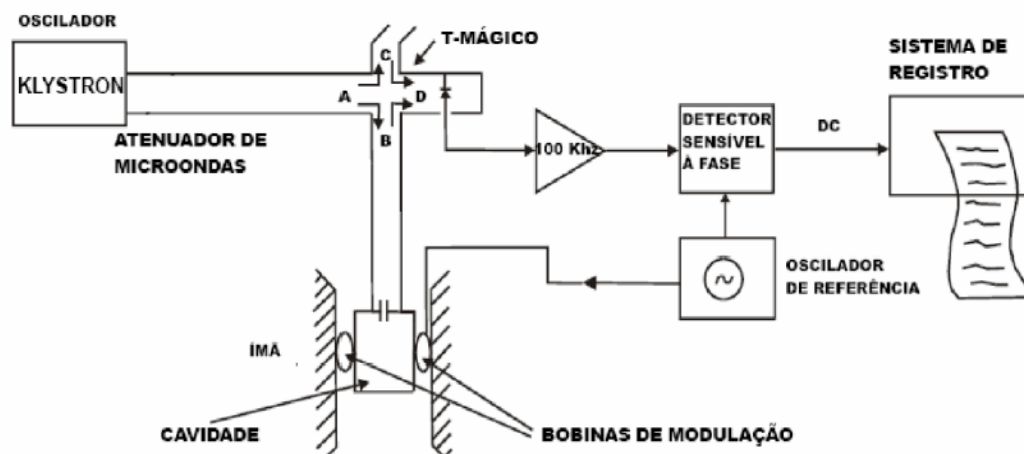 OSCILADOR
KLYSTRON
ATENUADOR DE
MICROONDAS
T-MÁGICO
A
B
C
D
100 Khz
DETECTOR
SENSÍVEL
À FASE
DC
SISTEMA DE
REGISTRO
OSCILADOR
DE REFERÊNCIA
ÍMÃ
CAVIDADE
BOBINAS DE MODULAÇÃO